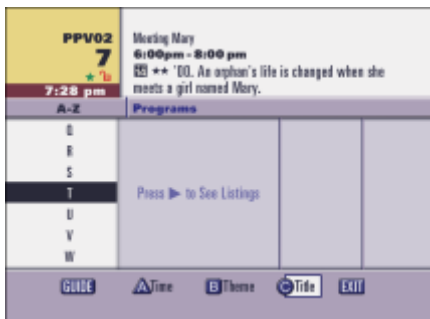 PPV02
7
7:28 pm
Meeting Mary
6:00pm - 8:00 pm
★★ '00. An orphan's life is changed when she
meets a girl named Mary.
A-Z
Programs
Q
R
S
T
U
V
W
Press ▶ to See Listings
GUIDE
A Time
B Theme
C Title
EXIT